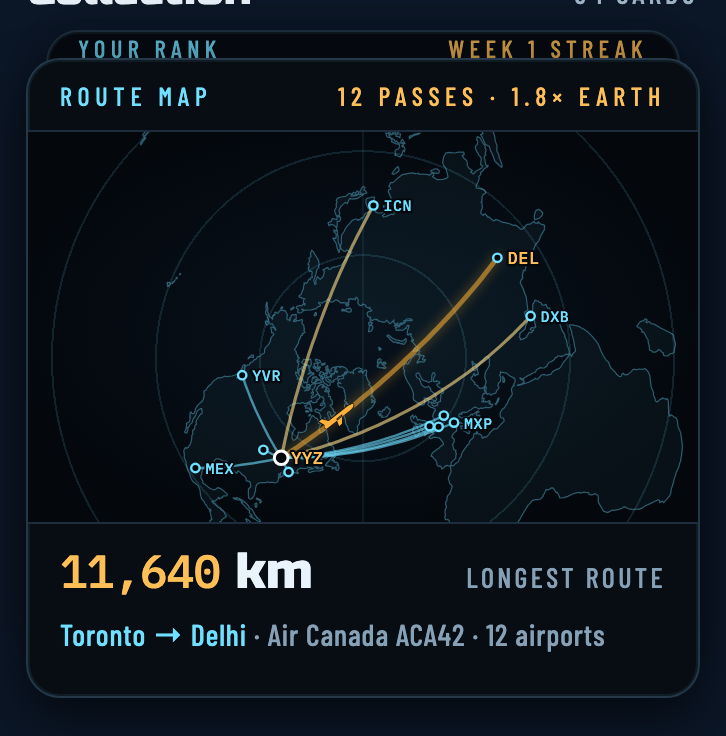 YOUR RANK WEEK 1 STREAK
ROUTE MAP 12 PASSES · 1.8× EARTH
ICN
DEL
DXB
YVR
MXP
YYZ
MEX
11,640 km LONGEST ROUTE
Toronto → Delhi · Air Canada ACA42 · 12 airports